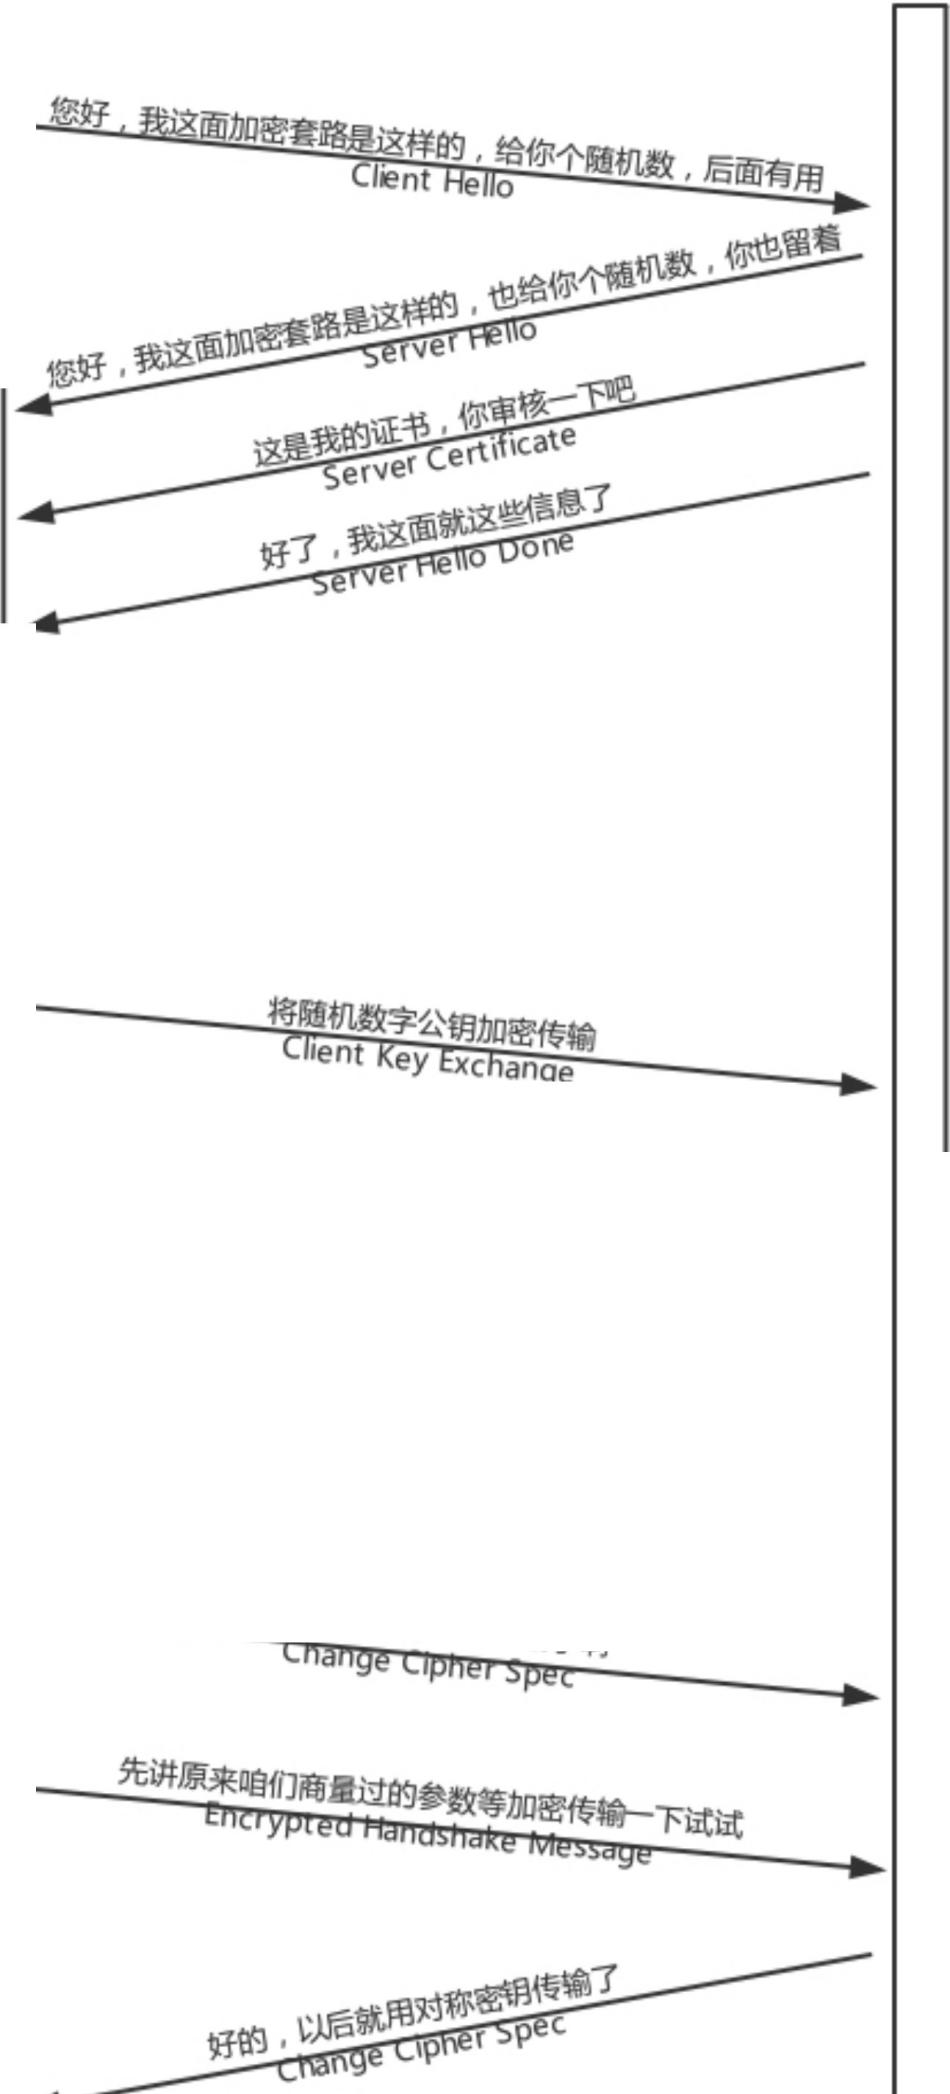 您好，我这面加密套路是这样的，给你个随机数，后面有用
Client Hello
您好，我这面加密套路是这样的，也给你个随机数，你也留着
Server Hello
这是我的证书，你审核一下吧
Server Certificate
好了，我这面就这些信息了
Server Hello Done
将随机数字公钥加密传输
Client Key Exchange
Change Cipher Spec
先讲原来咱们商量过的参数等加密传输一下试试
Encrypted Handshake Message
好的，以后就用对称密钥传输了
Change Cipher Spec